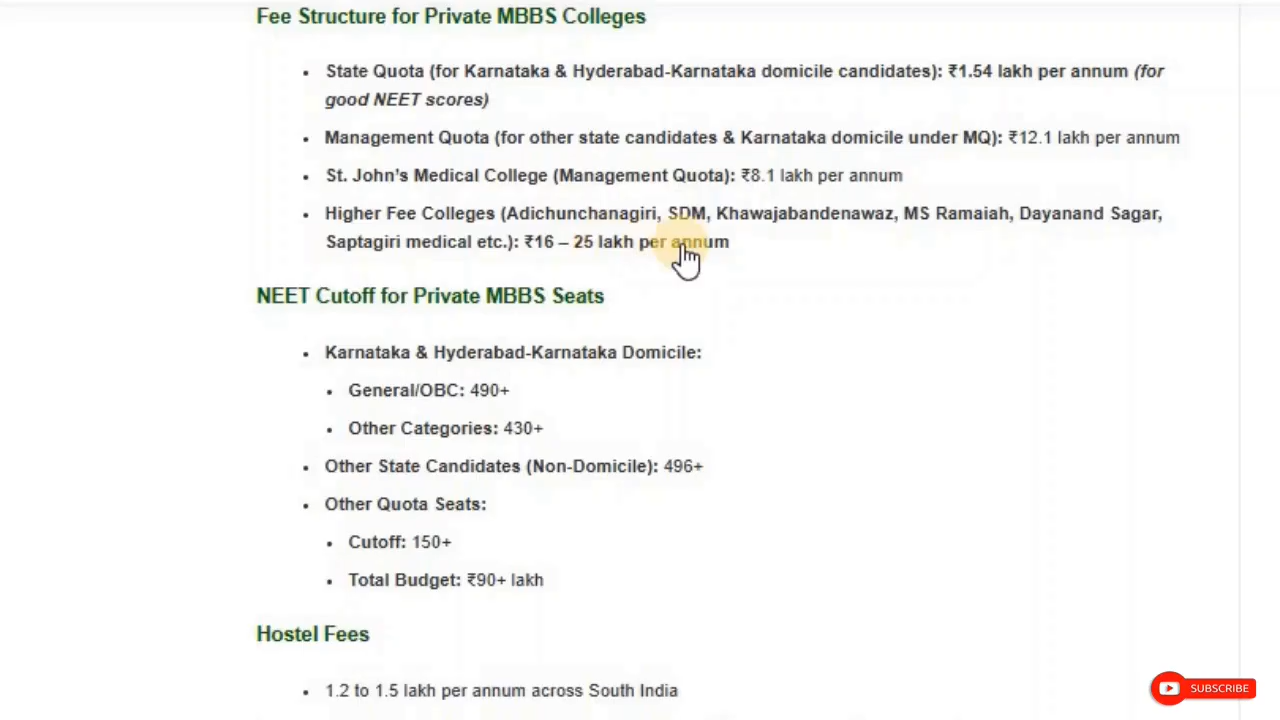 Fee Structure for Private MBBS Colleges
• State Quota (for Karnataka & Hyderabad-Karnataka domicile candidates): ₹1.54 lakh per annum (for
good NEET scores)
• Management Quota (for other state candidates & Karnataka domicile under MQ): ₹12.1 lakh per annum
• St. John's Medical College (Management Quota): ₹8.1 lakh per annum
• Higher Fee Colleges (Adichunchanagiri, SDM, Khawajabandenawaz, MS Ramaiah, Dayanand Sagar,
Saptagiri medical etc.): ₹16 – 25 lakh per annum
NEET Cutoff for Private MBBS Seats
• Karnataka & Hyderabad-Karnataka Domicile:
• General/OBC: 490+
• Other Categories: 430+
• Other State Candidates (Non-Domicile): 496+
• Other Quota Seats:
• Cutoff: 150+
• Total Budget: ₹90+ lakh
Hostel Fees
• 1.2 to 1.5 lakh per annum across South India
SUBSCRIBE